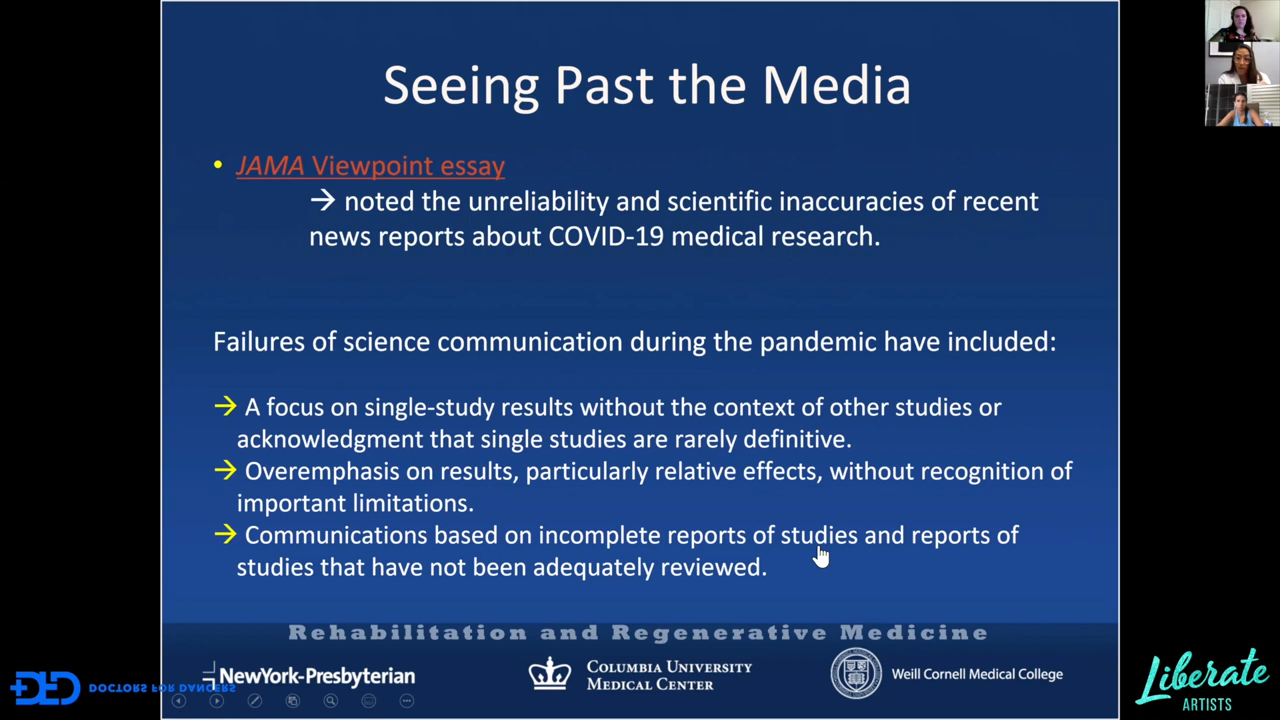 Seeing Past the Media
• JAMA Viewpoint essay
→ noted the unreliability and scientific inaccuracies of recent
news reports about COVID-19 medical research.
Failures of science communication during the pandemic have included:
→ A focus on single-study results without the context of other studies or
acknowledgment that single studies are rarely definitive.
→ Overemphasis on results, particularly relative effects, without recognition of
important limitations.
→ Communications based on incomplete reports of studies and reports of
studies that have not been adequately reviewed.
Rehabilitation and Regenerative Medicine
NewYork-Presbyterian
COLUMBIA UNIVERSITY
MEDICAL CENTER
Weill Cornell Medical College
DOCTORS FOR DANCERS
Liberate
ARTISTS